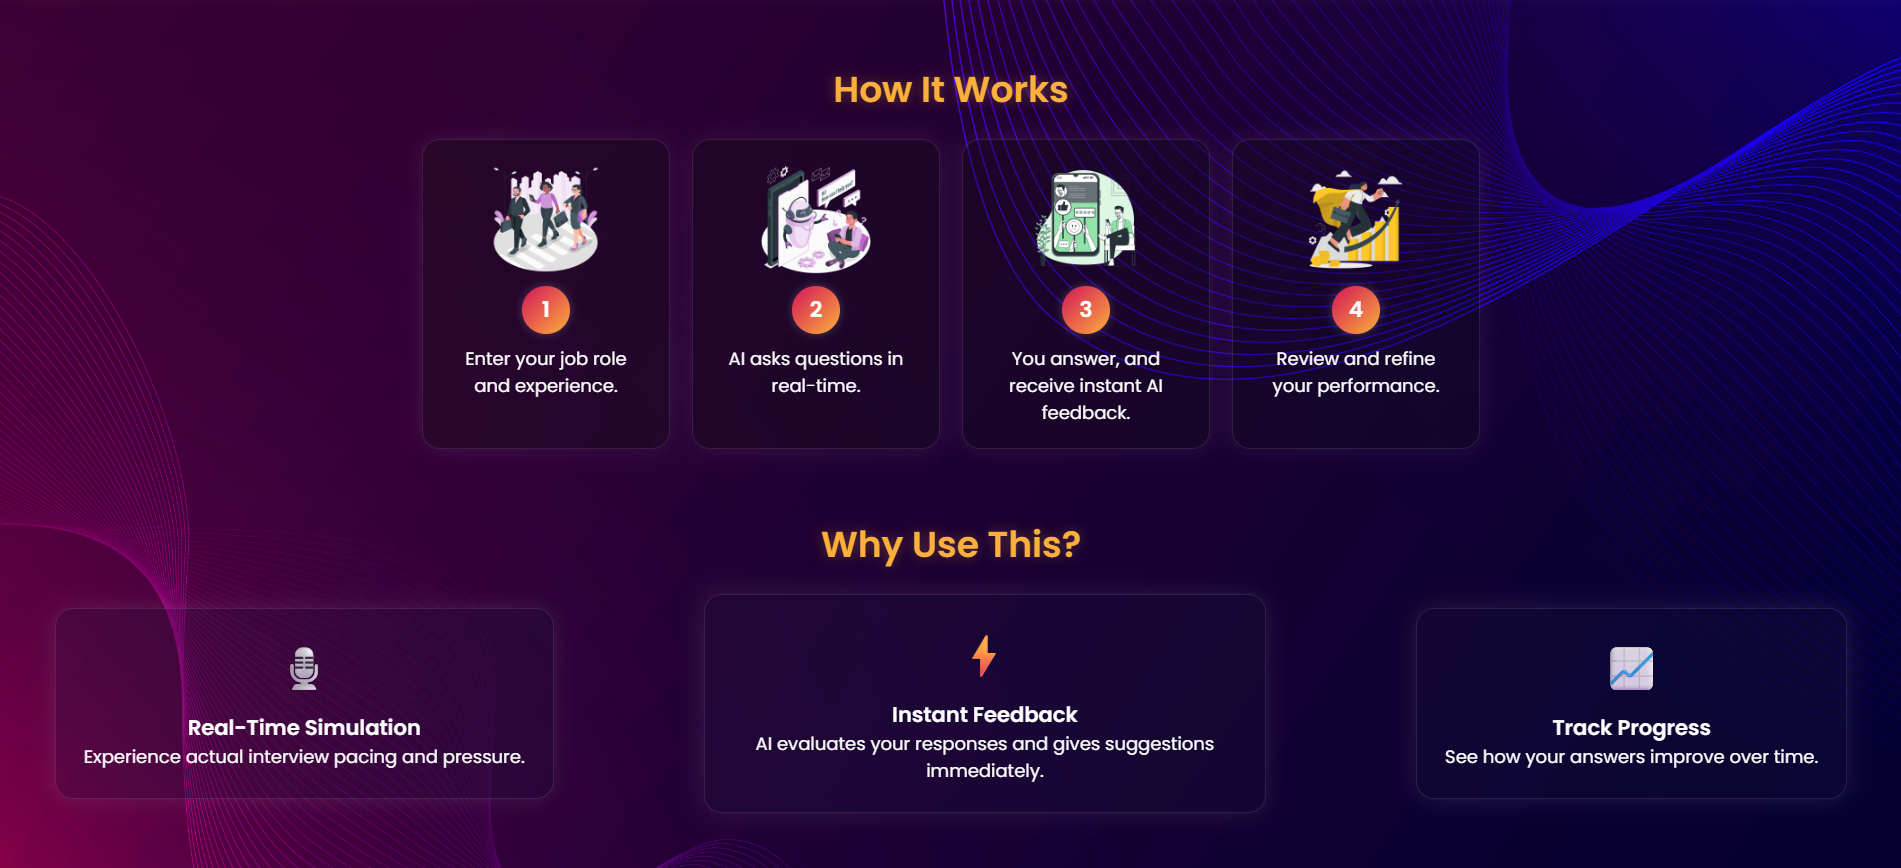 How It Works
1
Enter your job role
and experience.
2
AI asks questions in
real-time.
3
You answer, and
receive instant AI
feedback.
4
Review and refine
your performance.
Why Use This?
Real-Time Simulation
Experience actual interview pacing and pressure.
Instant Feedback
AI evaluates your responses and gives suggestions
immediately.
Track Progress
See how your answers improve over time.